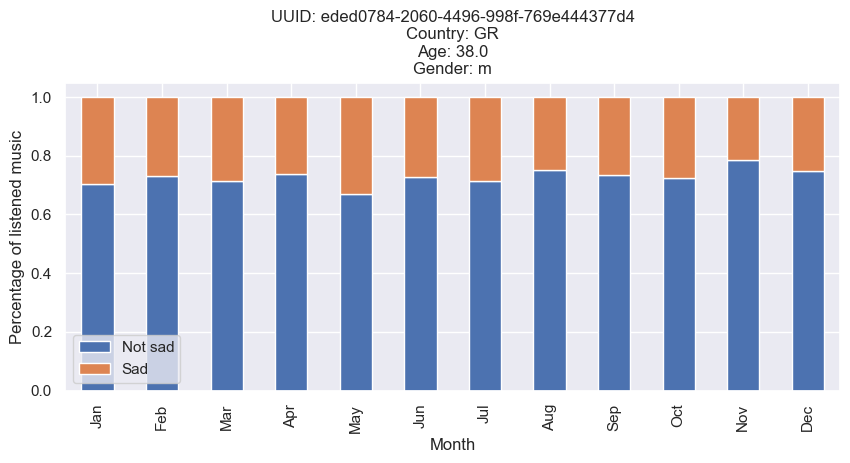 UUID: eded0784-2060-4496-998f-769e444377d4
Country: GR
Age: 38.0
Gender: m
Percentage of listened music
1.0
0.8
0.6
0.4
0.2
0.0
Not sad
Sad
Jan
Feb
Mar
Apr
May
Jun
Jul
Aug
Sep
Oct
Nov
Dec
Month